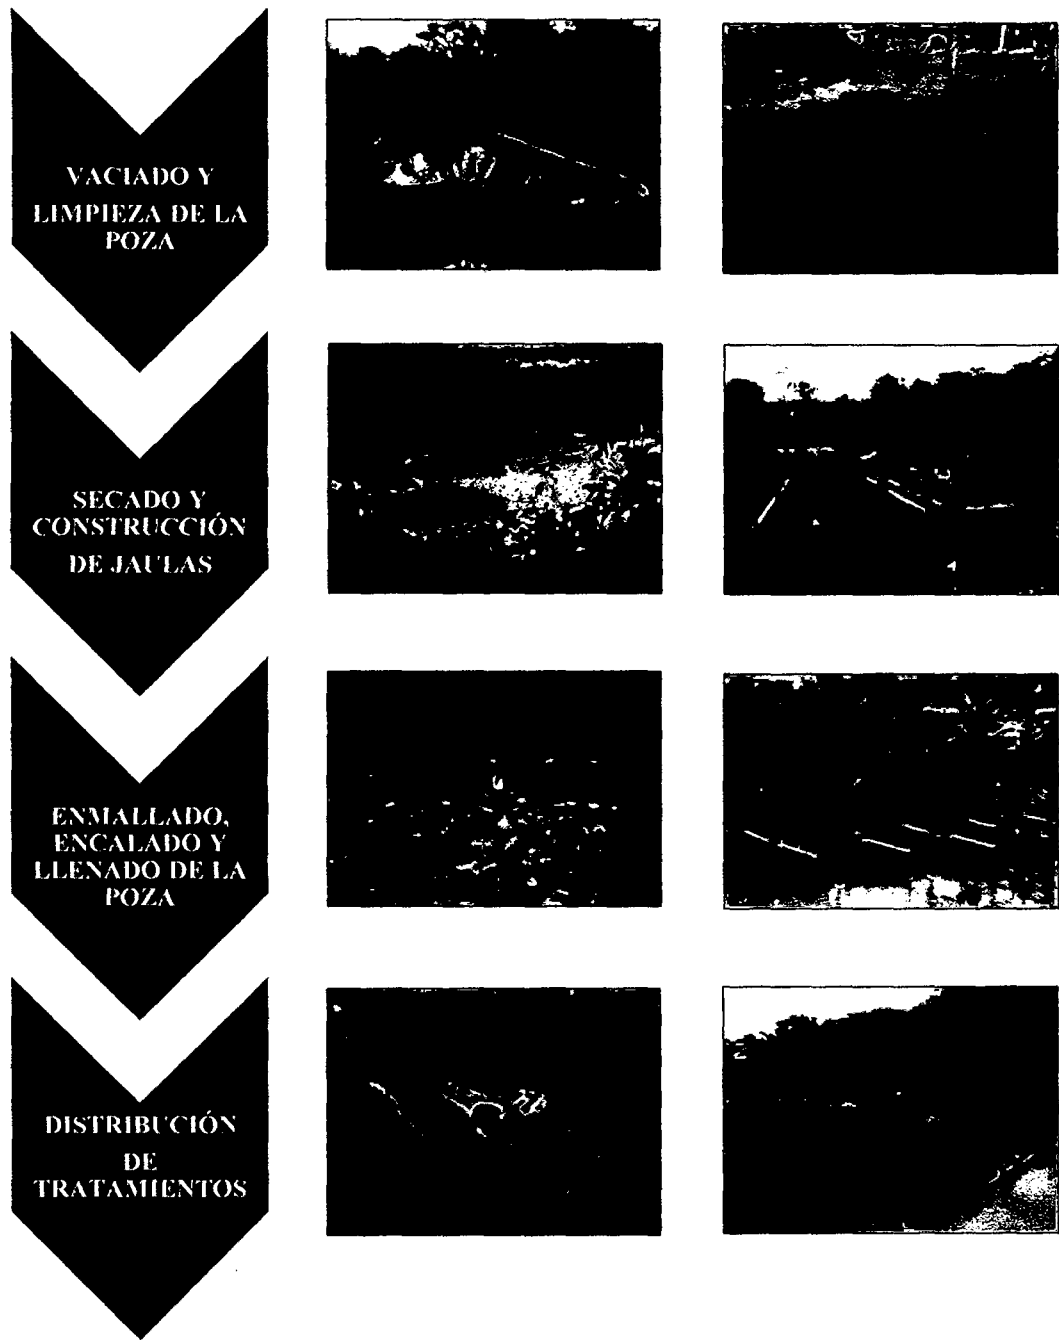 VACIADO Y
LIMPIEZA DE LA
POZA
SECADO Y
CONSTRUCCIÓN
DE JAULAS
ENMALLADO,
ENCALADO Y
LLENADO DE LA
POZA
DISTRIBUCIÓN
DE
TRATAMIENTOS